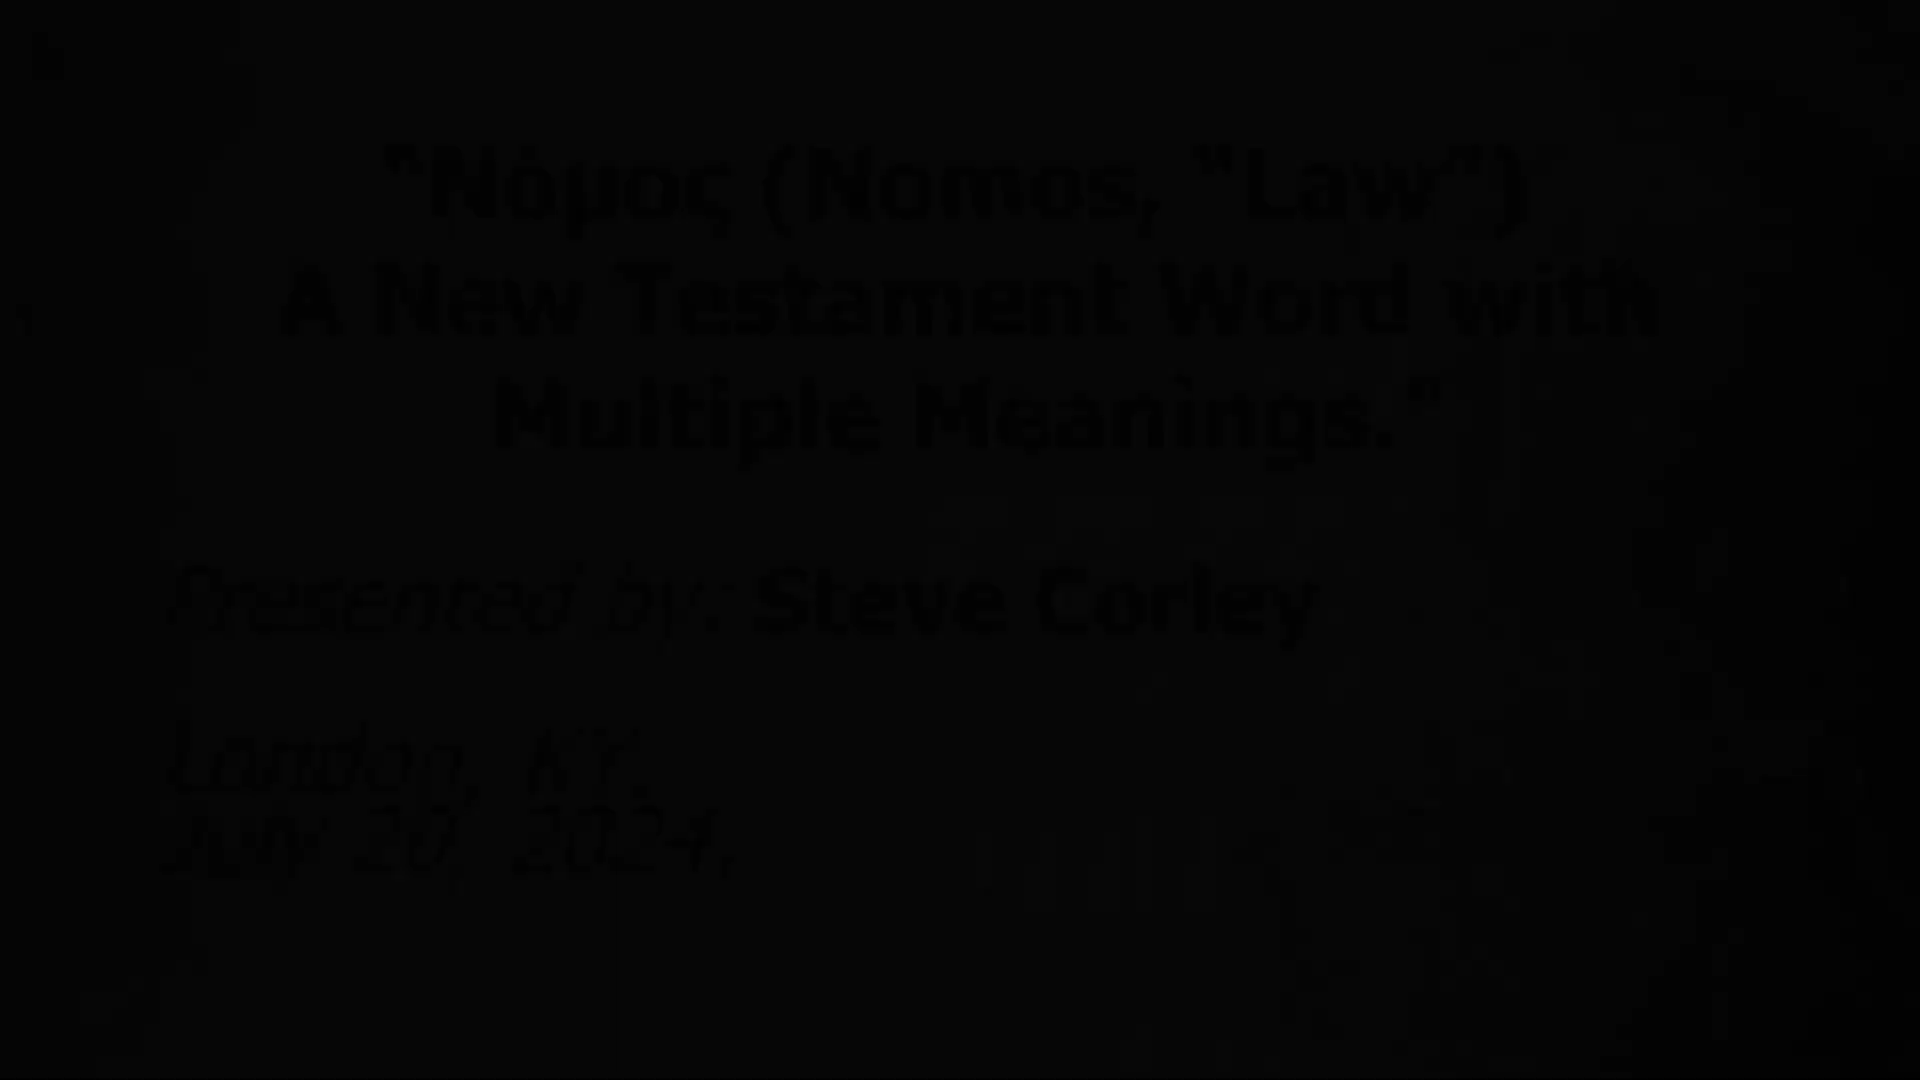 "Νόμος (Nomos, "Law")
A New Testament Word with
Multiple Meanings."
Presented by: Steve Corley
London, KY.
July 20, 2024.